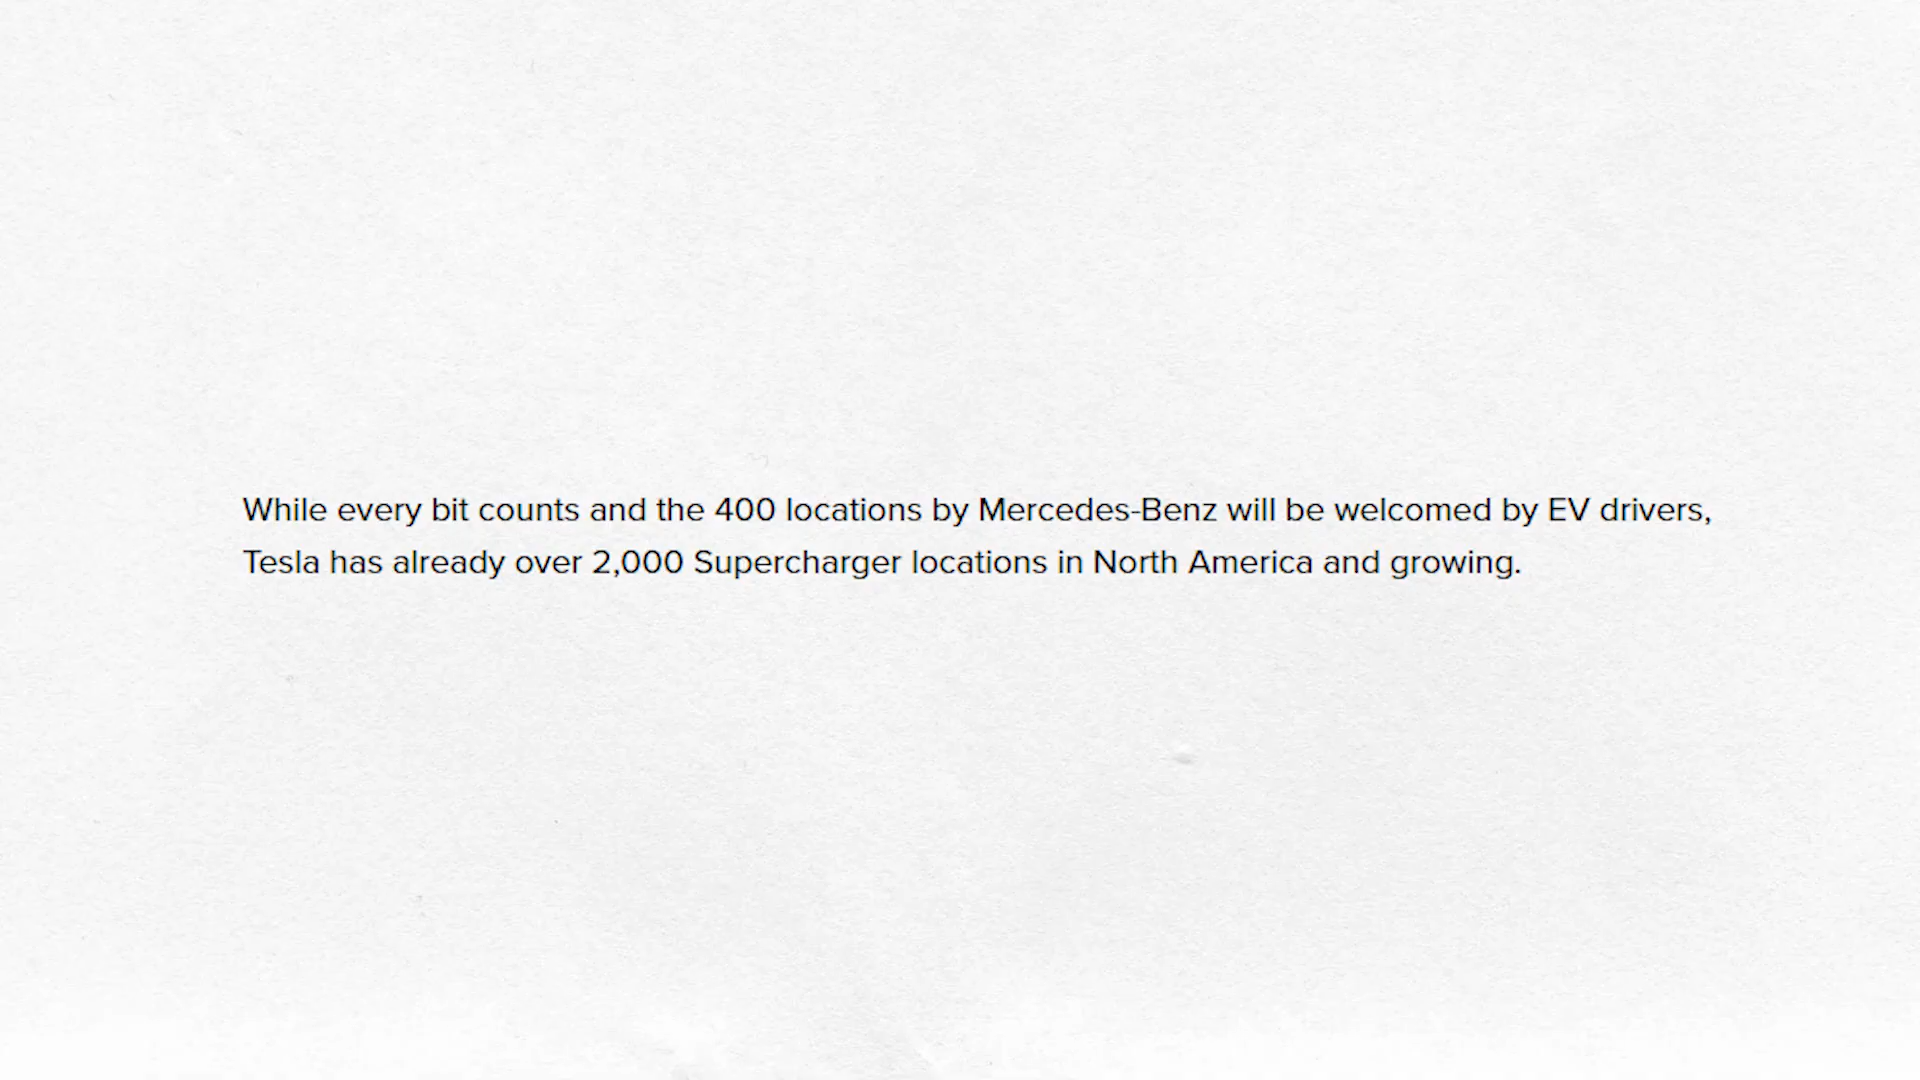 While every bit counts and the 400 locations by Mercedes-Benz will be welcomed by EV drivers,
Tesla has already over 2,000 Supercharger locations in North America and growing.